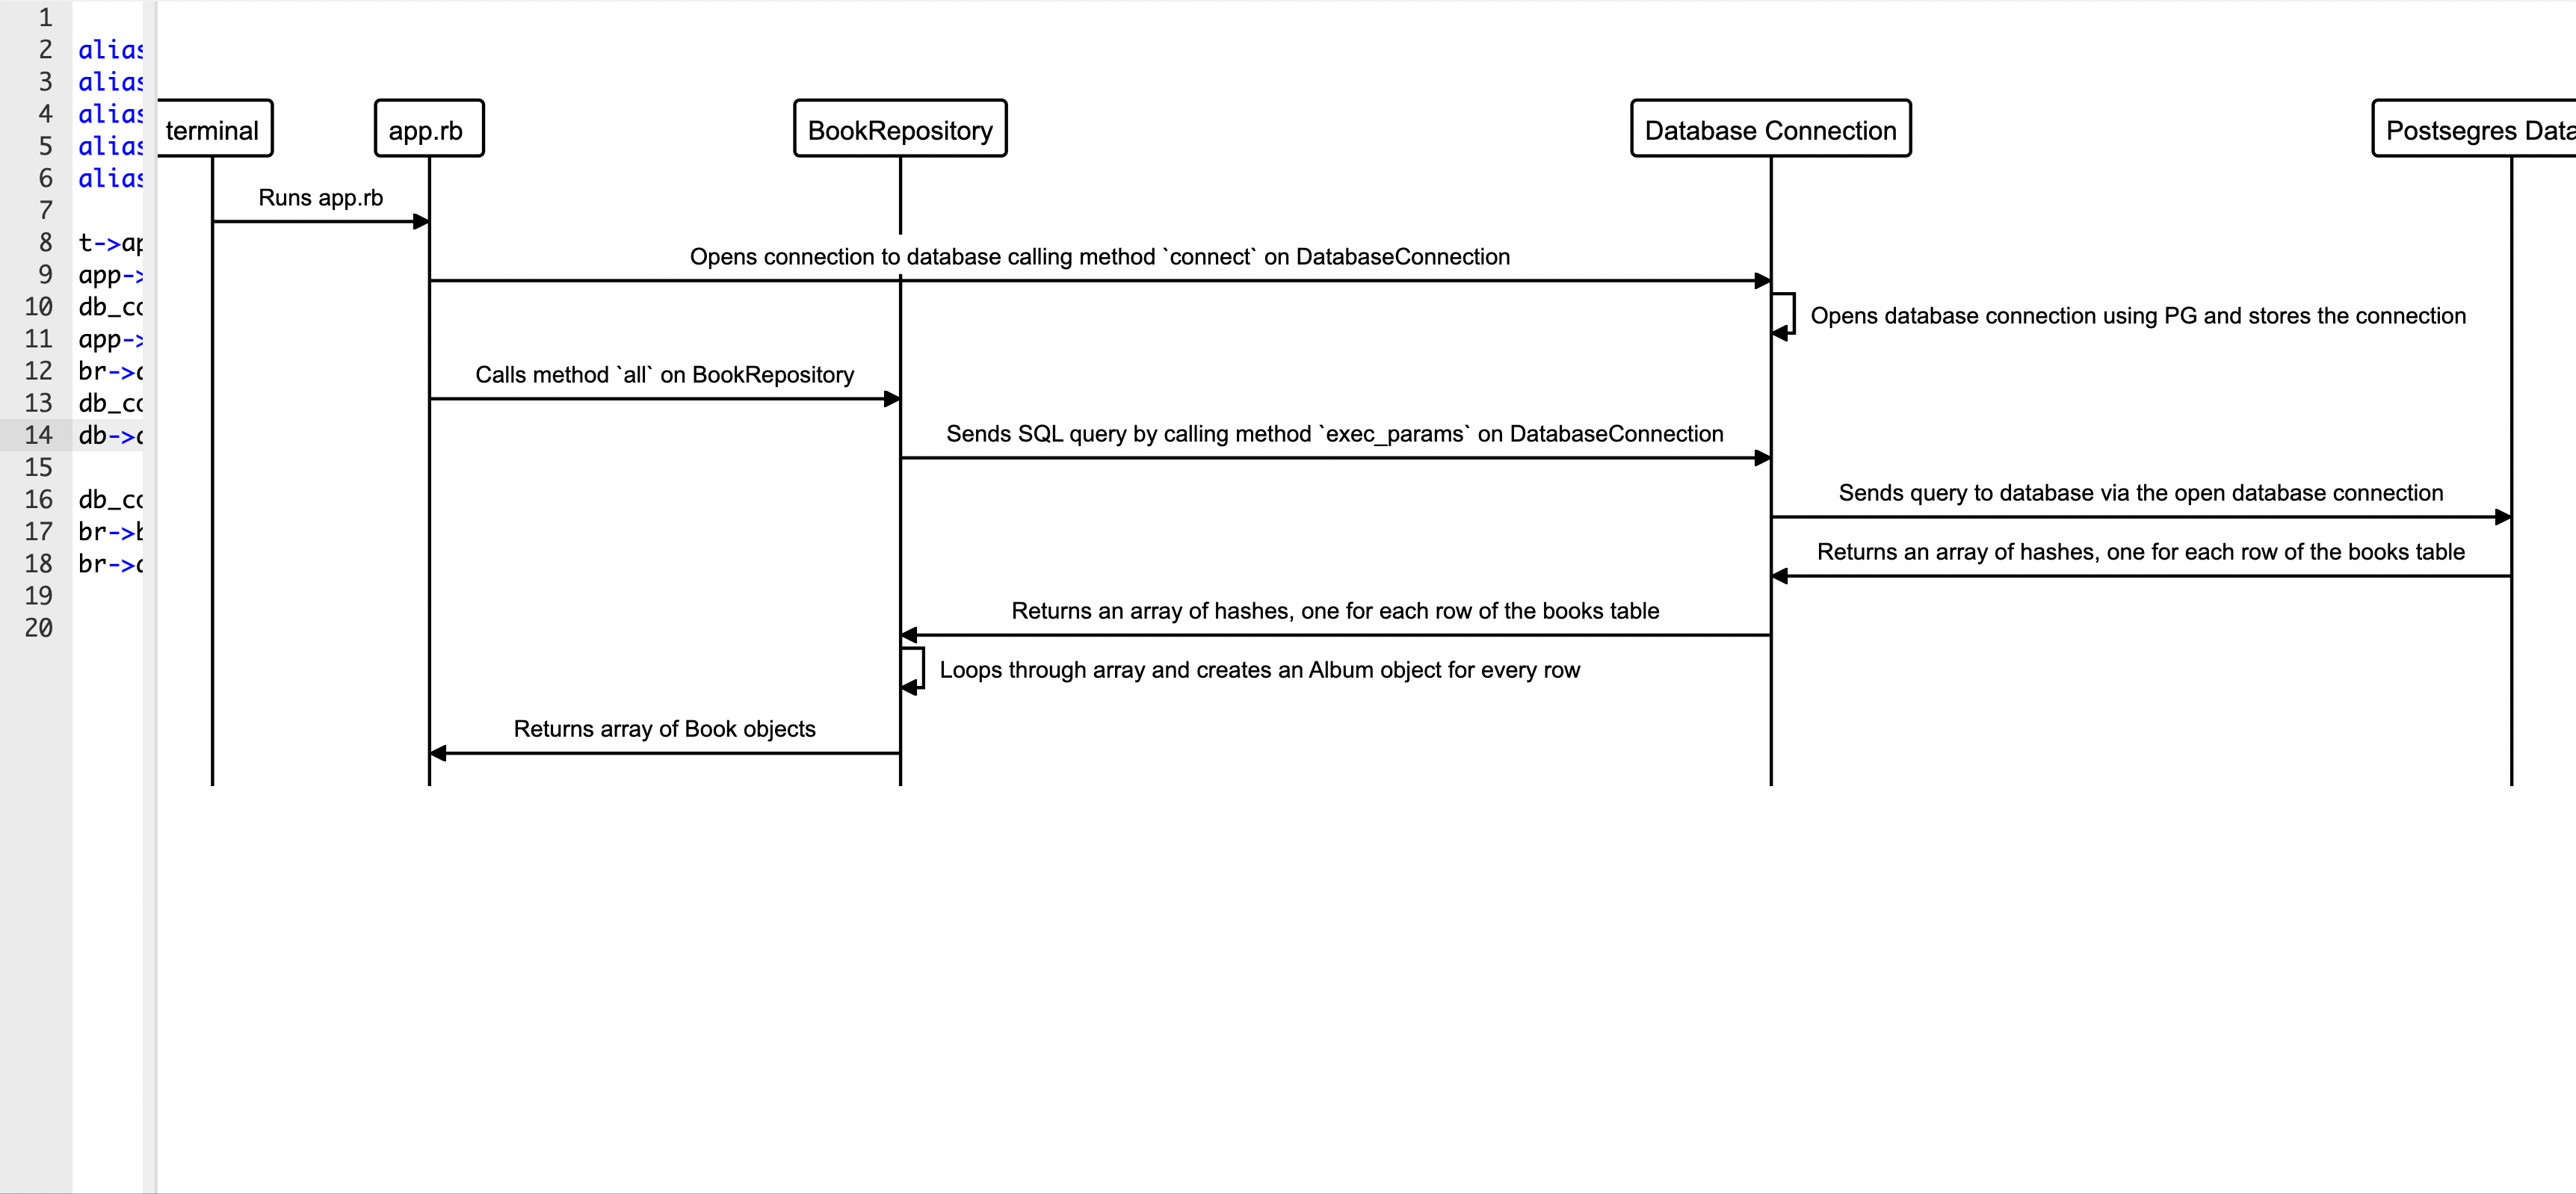 1
2 alias
3 alias
4 alias
5 alias
6 alias
7
8 t->ap
9 app->
10 db_co
11 app->
12 br->
13 db_co
14 db->
15
16 db_co
17 br->b
18 br->
19
20
terminal
app.rb
BookRepository
Database Connection
Postsegres Data
Runs app.rb
Opens connection to database calling method `connect` on DatabaseConnection
Opens database connection using PG and stores the connection
Calls method `all` on BookRepository
Sends SQL query by calling method `exec_params` on DatabaseConnection
Sends query to database via the open database connection
Returns an array of hashes, one for each row of the books table
Returns an array of hashes, one for each row of the books table
Loops through array and creates an Album object for every row
Returns array of Book objects